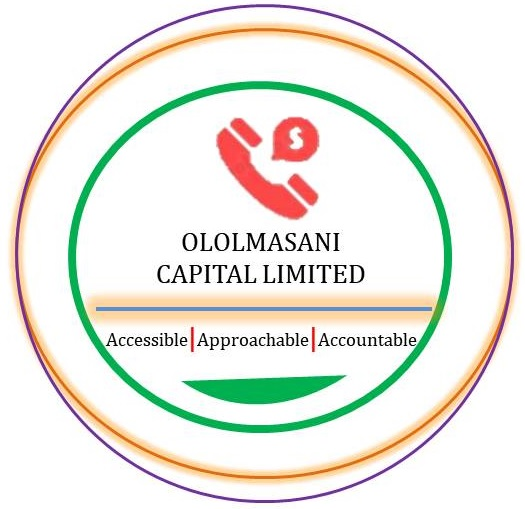 S
OLOLMASANI
CAPITAL LIMITED
Accessible|Approachable|Accountable